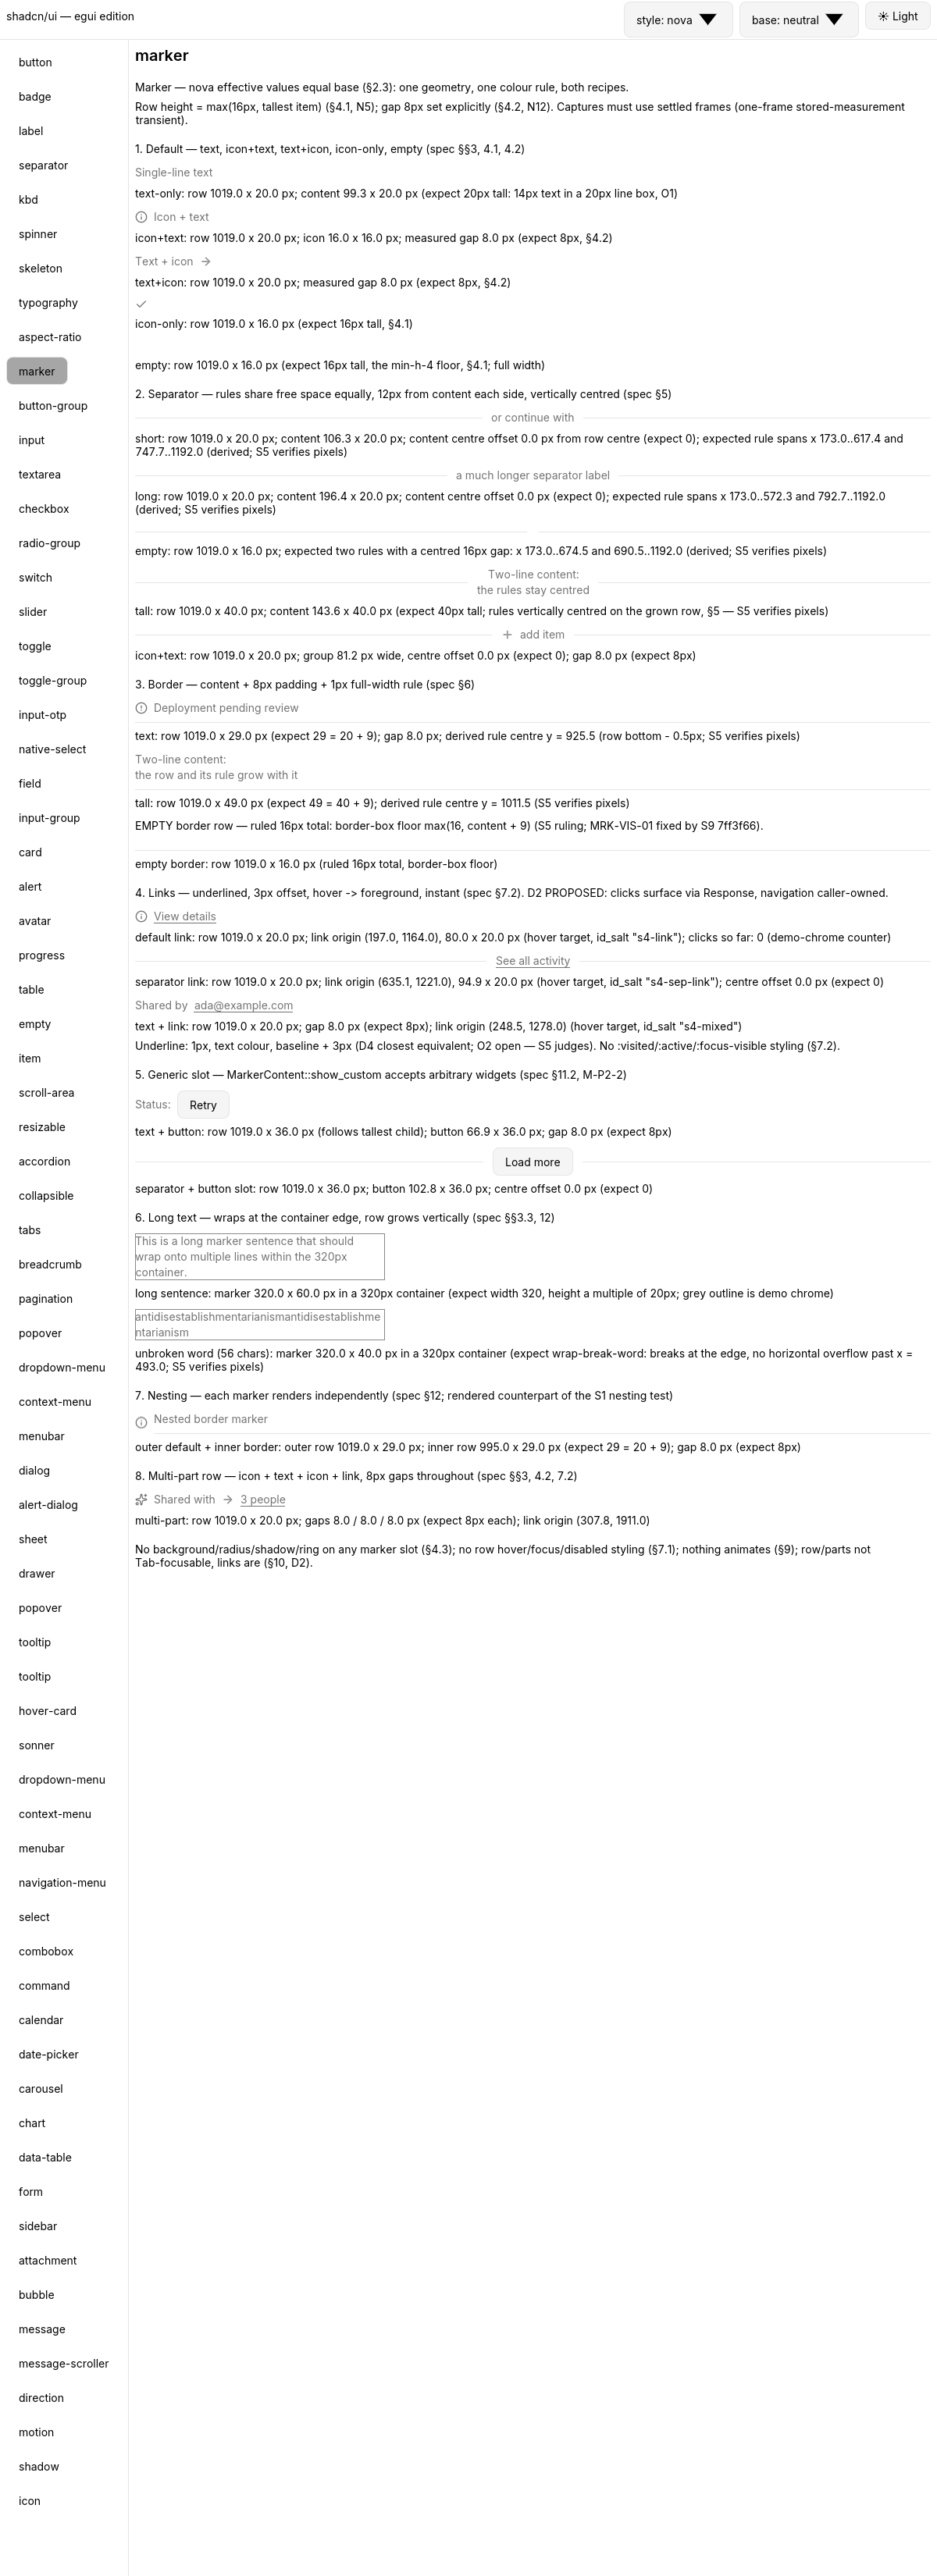 shadcn/ui — egui edition
style: nova
base: neutral
☀ Light
button
badge
label
separator
kbd
spinner
skeleton
typography
aspect-ratio
marker
button-group
input
textarea
checkbox
radio-group
switch
slider
toggle
toggle-group
input-otp
native-select
field
input-group
card
alert
avatar
progress
table
empty
item
scroll-area
resizable
accordion
collapsible
tabs
breadcrumb
pagination
popover
dropdown-menu
context-menu
menubar
dialog
alert-dialog
sheet
drawer
popover
tooltip
tooltip
hover-card
sonner
dropdown-menu
context-menu
menubar
navigation-menu
select
combobox
command
calendar
date-picker
carousel
chart
data-table
form
sidebar
attachment
bubble
message
message-scroller
direction
motion
shadow
icon
marker
Marker — nova effective values equal base (§2.3): one geometry, one colour rule, both recipes.
Row height = max(16px, tallest item) (§4.1, N5); gap 8px set explicitly (§4.2, N12). Captures must use settled frames (one-frame stored-measurement
transient).
1. Default — text, icon+text, text+icon, icon-only, empty (spec §§3, 4.1, 4.2)
Single-line text
text-only: row 1019.0 x 20.0 px; content 99.3 x 20.0 px (expect 20px tall: 14px text in a 20px line box, O1)
Icon + text
icon+text: row 1019.0 x 20.0 px; icon 16.0 x 16.0 px; measured gap 8.0 px (expect 8px, §4.2)
Text + icon
text+icon: row 1019.0 x 20.0 px; measured gap 8.0 px (expect 8px, §4.2)
icon-only: row 1019.0 x 16.0 px (expect 16px tall, §4.1)
empty: row 1019.0 x 16.0 px (expect 16px tall, the min-h-4 floor, §4.1; full width)
2. Separator — rules share free space equally, 12px from content each side, vertically centred (spec §5)
or continue with
short: row 1019.0 x 20.0 px; content 106.3 x 20.0 px; content centre offset 0.0 px from row centre (expect 0); expected rule spans x 173.0..617.4 and
747.7..1192.0 (derived; S5 verifies pixels)
a much longer separator label
long: row 1019.0 x 20.0 px; content 196.4 x 20.0 px; content centre offset 0.0 px (expect 0); expected rule spans x 173.0..572.3 and 792.7..1192.0
(derived; S5 verifies pixels)
empty: row 1019.0 x 16.0 px; expected two rules with a centred 16px gap: x 173.0..674.5 and 690.5..1192.0 (derived; S5 verifies pixels)
Two-line content:
the rules stay centred
tall: row 1019.0 x 40.0 px; content 143.6 x 40.0 px (expect 40px tall; rules vertically centred on the grown row, §5 — S5 verifies pixels)
add item
icon+text: row 1019.0 x 20.0 px; group 81.2 px wide, centre offset 0.0 px (expect 0); gap 8.0 px (expect 8px)
3. Border — content + 8px padding + 1px full-width rule (spec §6)
Deployment pending review
text: row 1019.0 x 29.0 px (expect 29 = 20 + 9); gap 8.0 px; derived rule centre y = 925.5 (row bottom - 0.5px; S5 verifies pixels)
Two-line content:
the row and its rule grow with it
tall: row 1019.0 x 49.0 px (expect 49 = 40 + 9); derived rule centre y = 1011.5 (S5 verifies pixels)
EMPTY border row — ruled 16px total: border-box floor max(16, content + 9) (S5 ruling; MRK-VIS-01 fixed by S9 7ff3f66).
empty border: row 1019.0 x 16.0 px (ruled 16px total, border-box floor)
4. Links — underlined, 3px offset, hover -> foreground, instant (spec §7.2). D2 PROPOSED: clicks surface via Response, navigation caller-owned.
View details
default link: row 1019.0 x 20.0 px; link origin (197.0, 1164.0), 80.0 x 20.0 px (hover target, id_salt "s4-link"); clicks so far: 0 (demo-chrome counter)
See all activity
separator link: row 1019.0 x 20.0 px; link origin (635.1, 1221.0), 94.9 x 20.0 px (hover target, id_salt "s4-sep-link"); centre offset 0.0 px (expect 0)
Shared by ada@example.com
text + link: row 1019.0 x 20.0 px; gap 8.0 px (expect 8px); link origin (248.5, 1278.0) (hover target, id_salt "s4-mixed")
Underline: 1px, text colour, baseline + 3px (D4 closest equivalent; O2 open — S5 judges). No :visited/:active/:focus-visible styling (§7.2).
5. Generic slot — MarkerContent::show_custom accepts arbitrary widgets (spec §11.2, M-P2-2)
Status: Retry
text + button: row 1019.0 x 36.0 px (follows tallest child); button 66.9 x 36.0 px; gap 8.0 px (expect 8px)
Load more
separator + button slot: row 1019.0 x 36.0 px; button 102.8 x 36.0 px; centre offset 0.0 px (expect 0)
6. Long text — wraps at the container edge, row grows vertically (spec §§3.3, 12)
This is a long marker sentence that should
wrap onto multiple lines within the 320px
container.
long sentence: marker 320.0 x 60.0 px in a 320px container (expect width 320, height a multiple of 20px; grey outline is demo chrome)
antidisestablishmentarianismantidisestablishme
ntarianism
unbroken word (56 chars): marker 320.0 x 40.0 px in a 320px container (expect wrap-break-word: breaks at the edge, no horizontal overflow past x =
493.0; S5 verifies pixels)
7. Nesting — each marker renders independently (spec §12; rendered counterpart of the S1 nesting test)
Nested border marker
outer default + inner border: outer row 1019.0 x 29.0 px; inner row 995.0 x 29.0 px (expect 29 = 20 + 9); gap 8.0 px (expect 8px)
8. Multi-part row — icon + text + icon + link, 8px gaps throughout (spec §§3, 4.2, 7.2)
Shared with 3 people
multi-part: row 1019.0 x 20.0 px; gaps 8.0 / 8.0 / 8.0 px (expect 8px each); link origin (307.8, 1911.0)
No background/radius/shadow/ring on any marker slot (§4.3); no row hover/focus/disabled styling (§7.1); nothing animates (§9); row/parts not
Tab-focusable, links are (§10, D2).